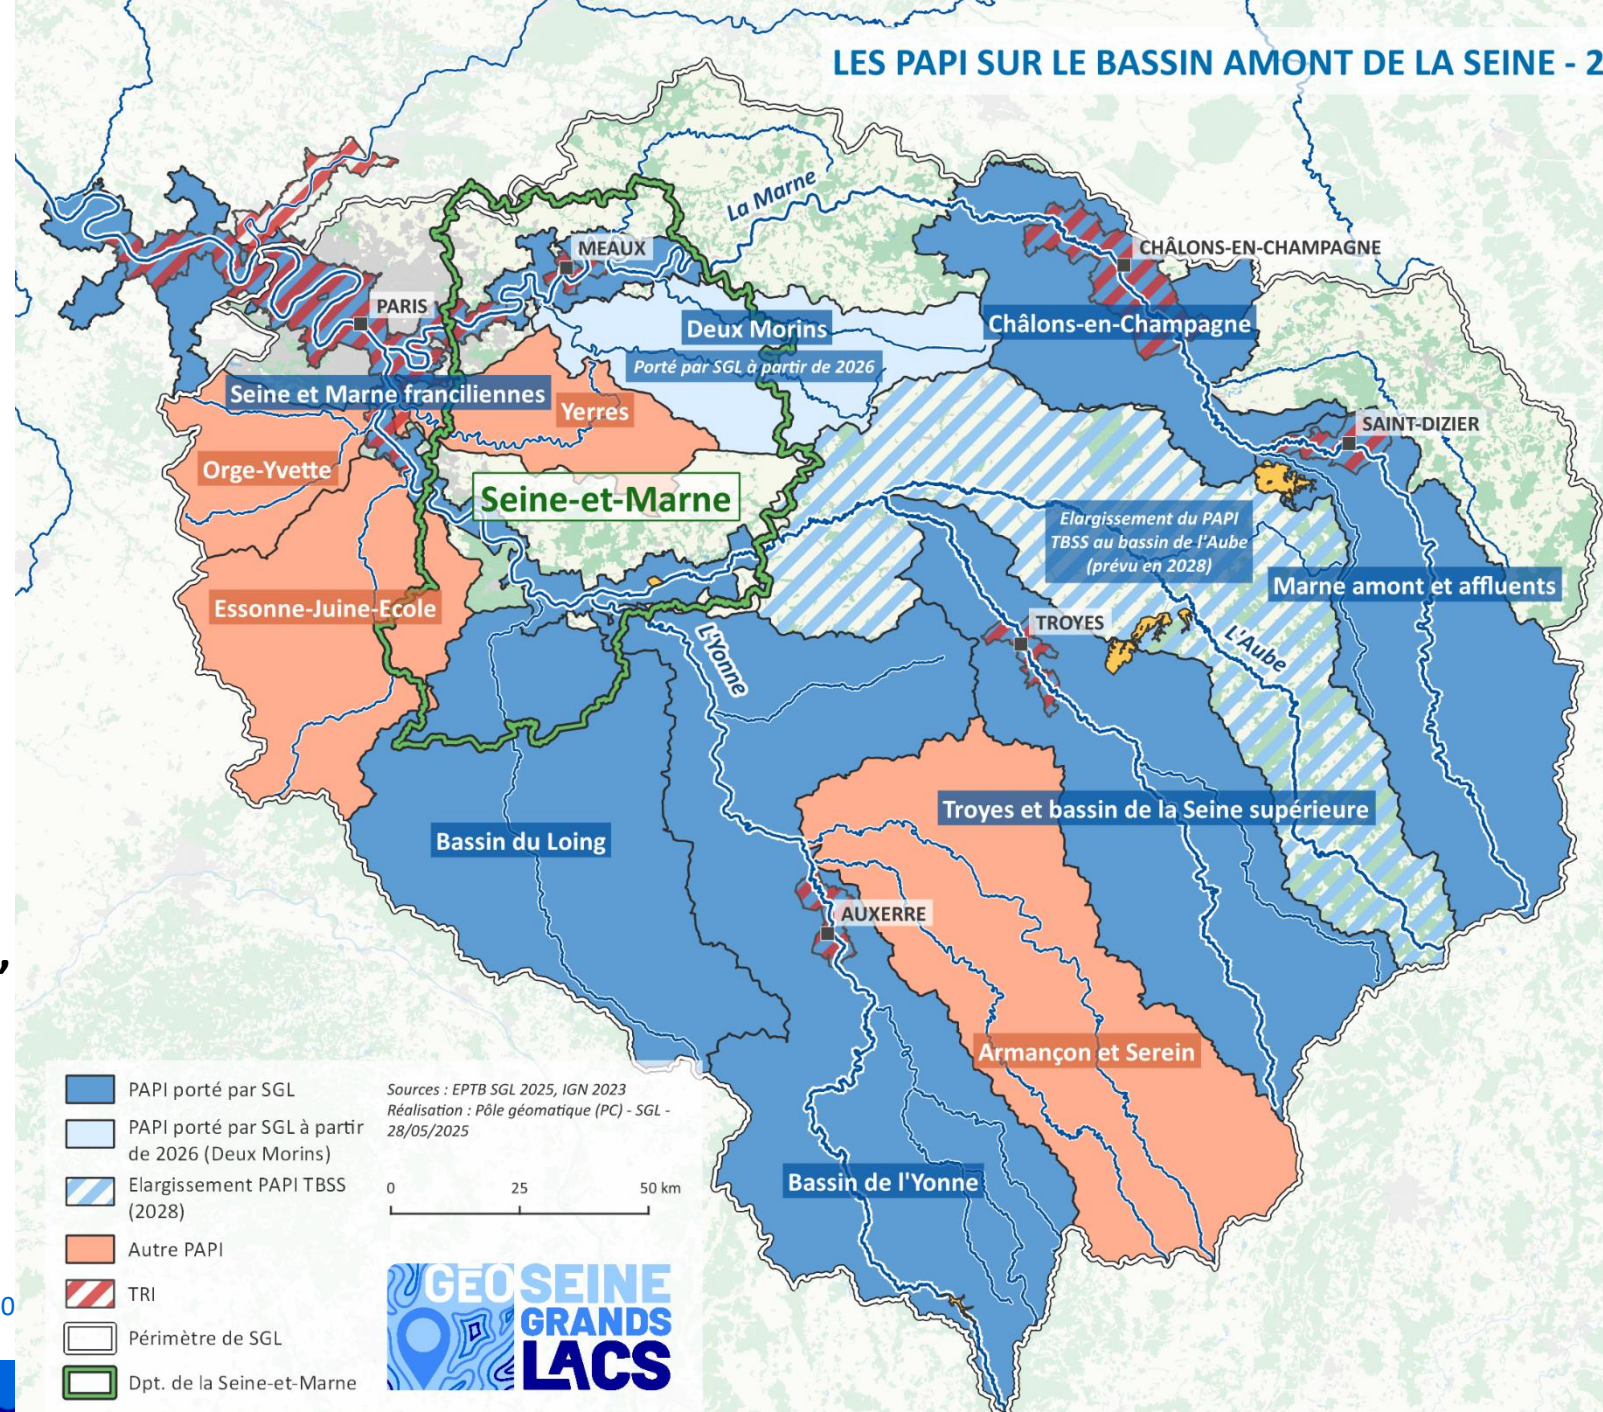 LES PAPI SUR LE BASSIN AMONT DE LA SEINE - 2
La Marne
MEAUX
CHÂLONS-EN-CHAMPAGNE
PARIS
Deux Morins
Châlons-en-Champagne
Porté par SGL à partir de 2026
Seine et Marne franciliennes
Yerres
SAINT-DIZIER
Orge-Yvette
Seine-et-Marne
Elargissement du PAPI
TBSS au bassin de l'Aube
(prévu en 2028)
Marne amont et affluents
Essonne-Juine-Ecole
TROYES
L'Yonne
L'Aube
Troyes et bassin de la Seine supérieure
Bassin du Loing
AUXERRE
,
Armançon et Serein
Bassin de l'Yonne
PAPI porté par SGL
PAPI porté par SGL à partir
de 2026 (Deux Morins)
Elargissement PAPI TBSS
(2028)
Autre PAPI
TRI
Périmètre de SGL
Dpt. de la Seine-et-Marne
Sources : EPTB SGL 2025, IGN 2023
Réalisation : Pôle géomatique (PC) - SGL -
28/05/2025
0 25 50 km
GÉOSEINE
GRANDS
LACS
0